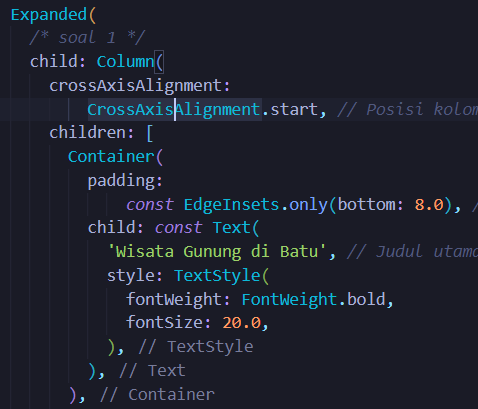 Expanded(
/* soal 1 */
child: Column(
crossAxisAlignment:
CrossAxisAlignment.start, // Posisi kolom
children: [
Container(
padding:
const EdgeInsets.only(bottom: 8.0), /
child: const Text(
'Wisata Gunung di Batu', // Judul utama
style: TextStyle(
fontWeight: FontWeight.bold,
fontSize: 20.0,
), // TextStyle
), // Text
), // Container